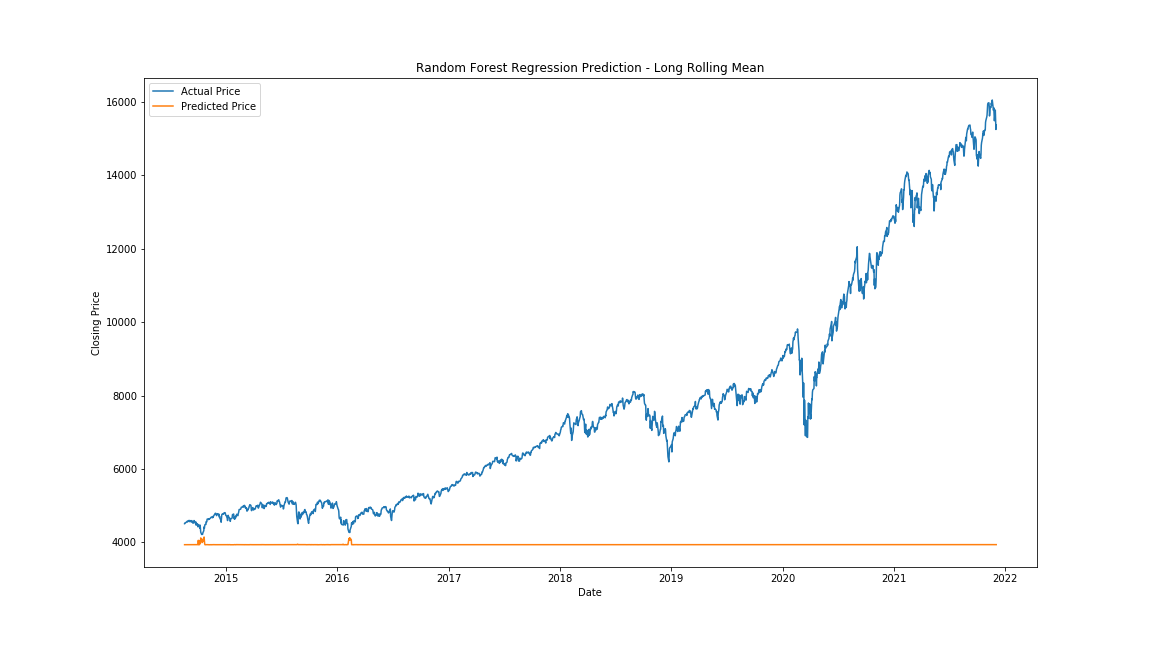 Random Forest Regression Prediction - Long Rolling Mean
Actual Price
Predicted Price
16000
14000
12000
10000
8000
6000
4000
Closing Price
2015 2016 2017 2018 2019 2020 2021 2022
Date